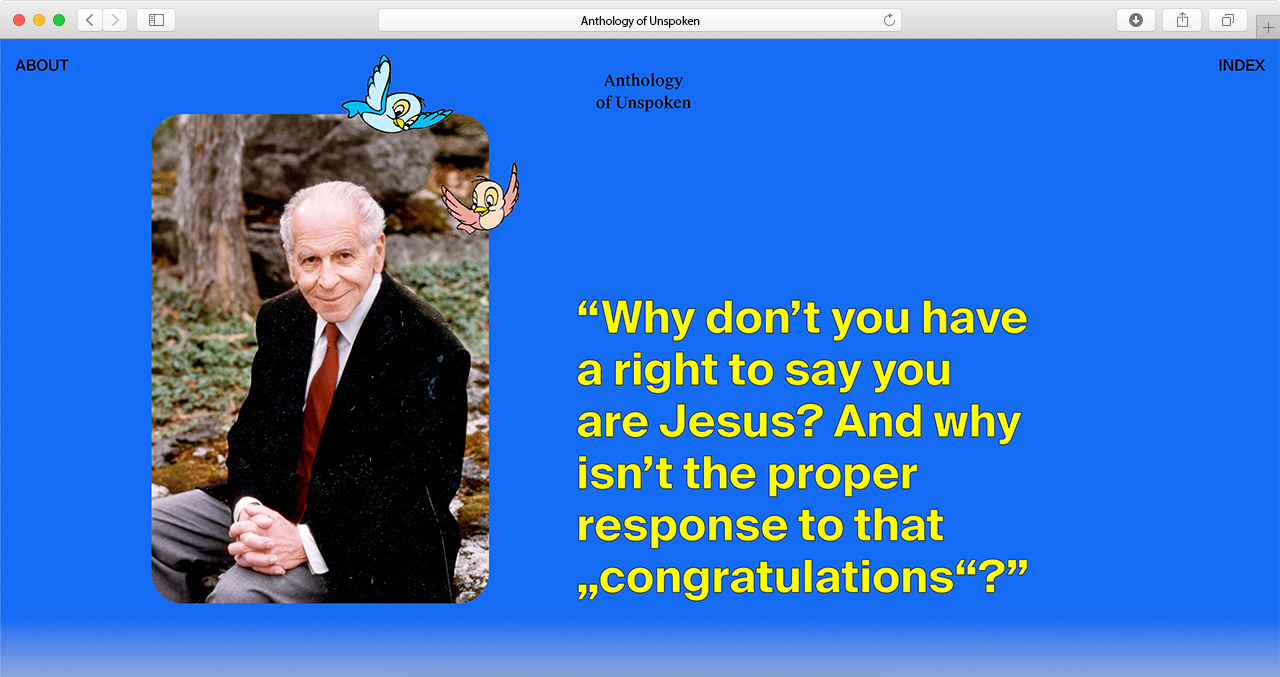 Anthology of Unspoken
ABOUT
Anthology
of Unspoken
INDEX
“Why don’t you have
a right to say you
are Jesus? And why
isn’t the proper
response to that
„congratulations“?”